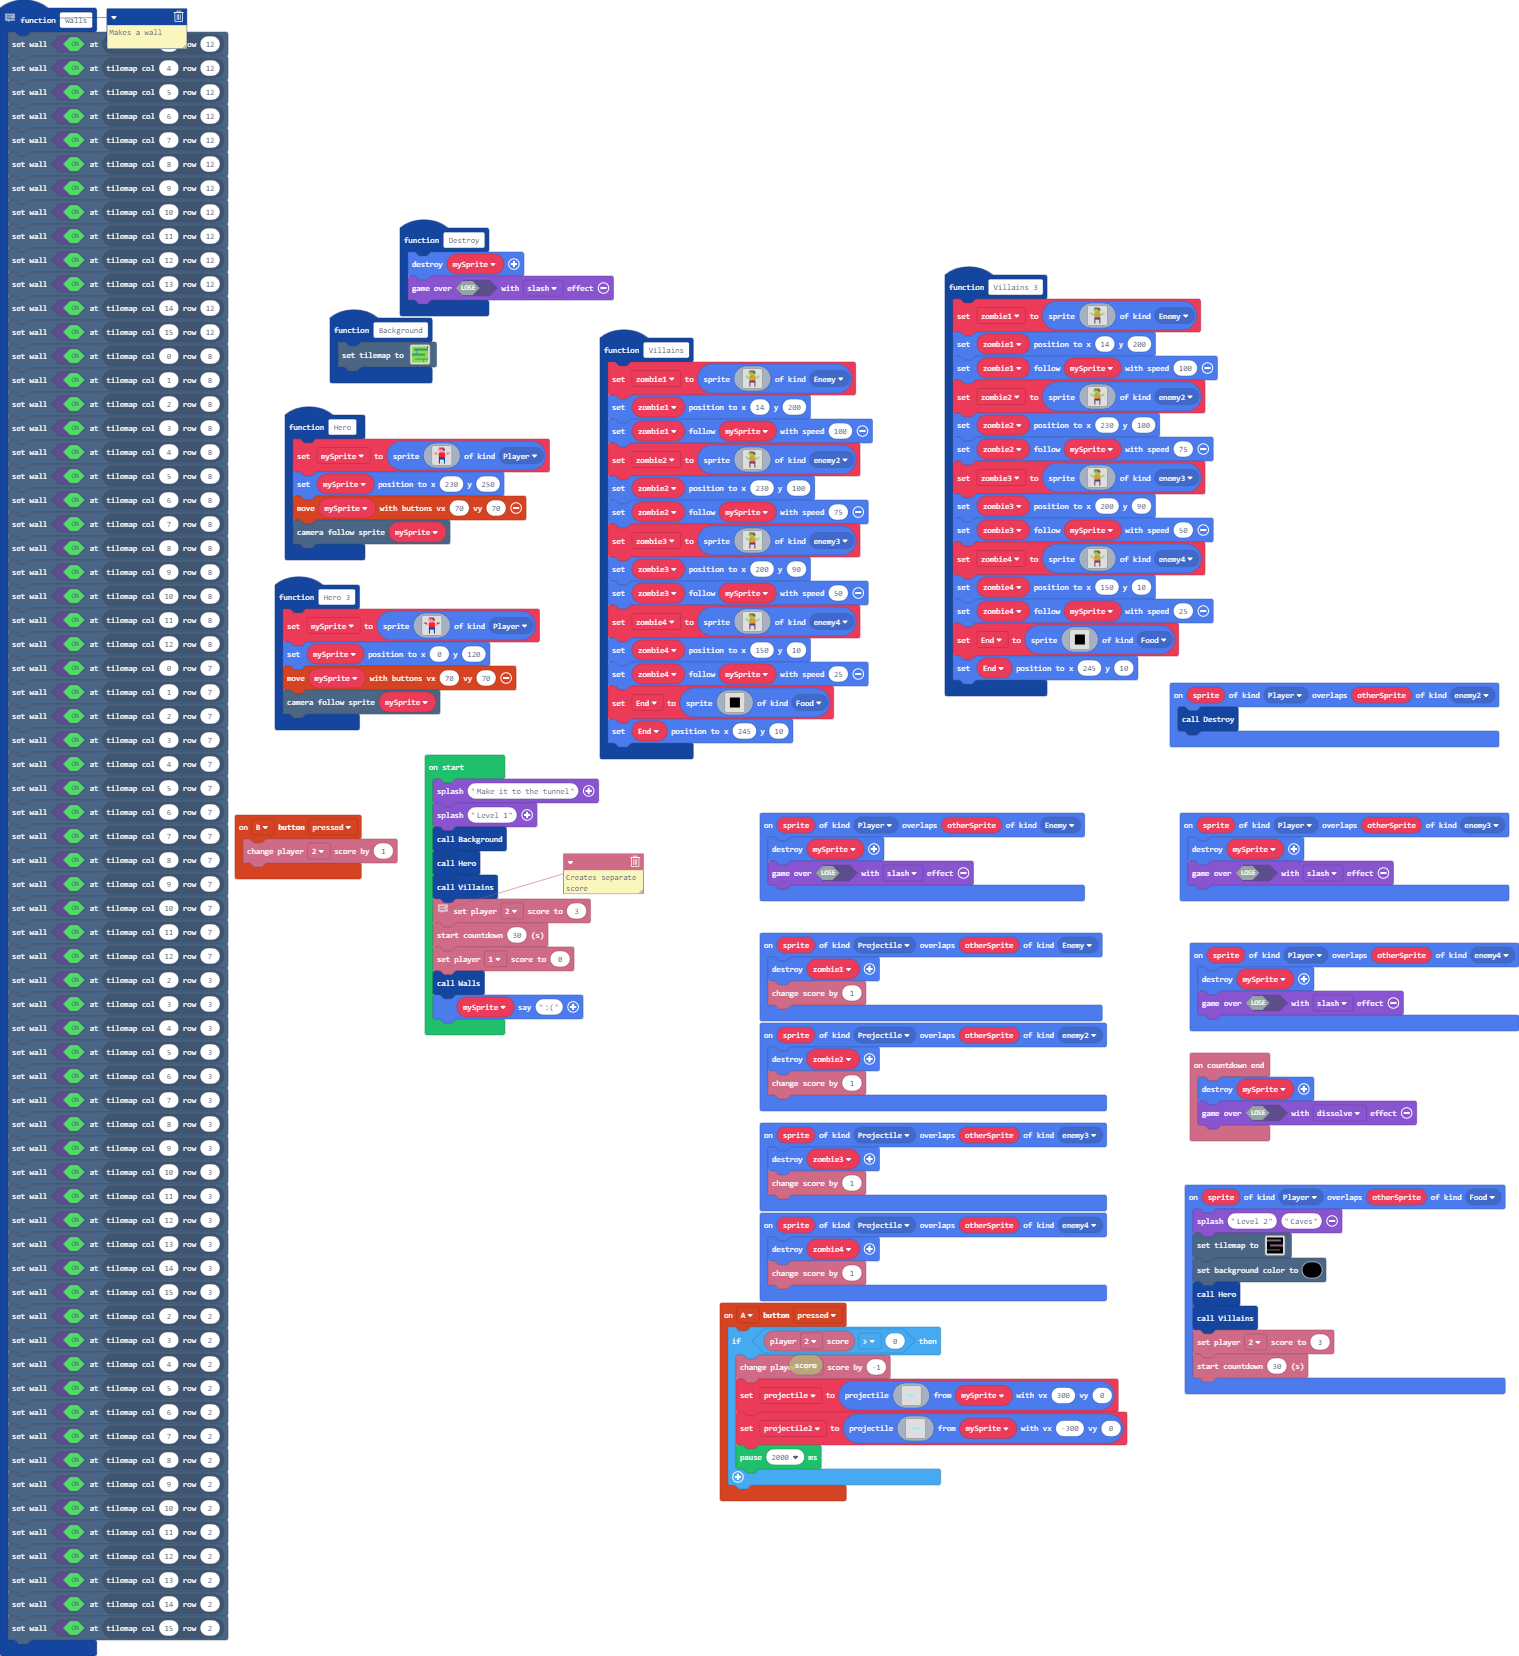 function Walls
Makes a wall
set wall ON at row 12
set wall ON at tilemap col 4 row 12
set wall ON at tilemap col 5 row 12
set wall ON at tilemap col 6 row 12
set wall ON at tilemap col 7 row 12
set wall ON at tilemap col 8 row 12
set wall ON at tilemap col 9 row 12
set wall ON at tilemap col 10 row 12
set wall ON at tilemap col 11 row 12
set wall ON at tilemap col 12 row 12
set wall ON at tilemap col 13 row 12
set wall ON at tilemap col 14 row 12
set wall ON at tilemap col 15 row 12
set wall ON at tilemap col 0 row 8
set wall ON at tilemap col 1 row 8
set wall ON at tilemap col 2 row 8
set wall ON at tilemap col 3 row 8
set wall ON at tilemap col 4 row 8
set wall ON at tilemap col 5 row 8
set wall ON at tilemap col 6 row 8
set wall ON at tilemap col 7 row 8
set wall ON at tilemap col 8 row 8
set wall ON at tilemap col 9 row 8
set wall ON at tilemap col 10 row 8
set wall ON at tilemap col 11 row 8
set wall ON at tilemap col 12 row 8
set wall ON at tilemap col 0 row 7
set wall ON at tilemap col 1 row 7
set wall ON at tilemap col 2 row 7
set wall ON at tilemap col 3 row 7
set wall ON at tilemap col 4 row 7
set wall ON at tilemap col 5 row 7
set wall ON at tilemap col 6 row 7
set wall ON at tilemap col 7 row 7
set wall ON at tilemap col 8 row 7
set wall ON at tilemap col 9 row 7
set wall ON at tilemap col 10 row 7
set wall ON at tilemap col 11 row 7
set wall ON at tilemap col 12 row 7
set wall ON at tilemap col 2 row 3
set wall ON at tilemap col 3 row 3
set wall ON at tilemap col 4 row 3
set wall ON at tilemap col 5 row 3
set wall ON at tilemap col 6 row 3
set wall ON at tilemap col 7 row 3
set wall ON at tilemap col 8 row 3
set wall ON at tilemap col 9 row 3
set wall ON at tilemap col 10 row 3
set wall ON at tilemap col 11 row 3
set wall ON at tilemap col 12 row 3
set wall ON at tilemap col 13 row 3
set wall ON at tilemap col 14 row 3
set wall ON at tilemap col 15 row 3
set wall ON at tilemap col 2 row 2
set wall ON at tilemap col 3 row 2
set wall ON at tilemap col 4 row 2
set wall ON at tilemap col 5 row 2
set wall ON at tilemap col 6 row 2
set wall ON at tilemap col 7 row 2
set wall ON at tilemap col 8 row 2
set wall ON at tilemap col 9 row 2
set wall ON at tilemap col 10 row 2
set wall ON at tilemap col 11 row 2
set wall ON at tilemap col 12 row 2
set wall ON at tilemap col 13 row 2
set wall ON at tilemap col 14 row 2
set wall ON at tilemap col 15 row 2
function Destroy
destroy mySprite
game over LOSE with slash effect
function Background
set tilemap to
function Hero
set mySprite to sprite of kind Player
set mySprite position to x 230 y 250
move mySprite with buttons vx 70 vy 70
camera follow sprite mySprite
function Hero 3
set mySprite to sprite of kind Player
set mySprite position to x 0 y 120
move mySprite with buttons vx 70 vy 70
camera follow sprite mySprite
on B button pressed
change player 2 score by 1
on start
splash "Make it to the tunnel"
splash "Level 1"
call Background
call Hero
call Villains
set player 2 score to 3
start countdown 30 (s)
set player 1 score to 0
call Walls
mySprite say ":("
Creates separate
score
function Villains
set zombie1 to sprite of kind Enemy
set zombie1 position to x 14 y 200
set zombie1 follow mySprite with speed 100
set zombie2 to sprite of kind enemy2
set zombie2 position to x 230 y 100
set zombie2 follow mySprite with speed 75
set zombie3 to sprite of kind enemy3
set zombie3 position to x 200 y 90
set zombie3 follow mySprite with speed 50
set zombie4 to sprite of kind enemy4
set zombie4 position to x 150 y 10
set zombie4 follow mySprite with speed 25
set End to sprite of kind Food
set End position to x 245 y 10
function Villains 3
set zombie1 to sprite of kind Enemy
set zombie1 position to x 14 y 200
set zombie1 follow mySprite with speed 100
set zombie2 to sprite of kind enemy2
set zombie2 position to x 230 y 100
set zombie2 follow mySprite with speed 75
set zombie3 to sprite of kind enemy3
set zombie3 position to x 200 y 90
set zombie3 follow mySprite with speed 50
set zombie4 to sprite of kind enemy4
set zombie4 position to x 150 y 10
set zombie4 follow mySprite with speed 25
set End to sprite of kind Food
set End position to x 245 y 10
on sprite of kind Player overlaps otherSprite of kind enemy2
call Destroy
on sprite of kind Player overlaps otherSprite of kind Enemy
destroy mySprite
game over LOSE with slash effect
on sprite of kind Player overlaps otherSprite of kind enemy3
destroy mySprite
game over LOSE with slash effect
on sprite of kind Projectile overlaps otherSprite of kind Enemy
destroy zombie1
change score by 1
on sprite of kind Projectile overlaps otherSprite of kind enemy2
destroy zombie2
change score by 1
on sprite of kind Projectile overlaps otherSprite of kind enemy3
destroy zombie3
change score by 1
on sprite of kind Projectile overlaps otherSprite of kind enemy4
destroy zombie4
change score by 1
on sprite of kind Player overlaps otherSprite of kind enemy4
destroy mySprite
game over LOSE with slash effect
on countdown end
destroy mySprite
game over LOSE with dissolve effect
on sprite of kind Player overlaps otherSprite of kind Food
splash "Level 2" "Caves"
set tilemap to
set background color to
call Hero
call Villains
set player 2 score to 3
start countdown 30 (s)
on A button pressed
if player 2 score > 0 then
change score score by -1
set projectile to projectile from mySprite with vx 300 vy 0
set projectile2 to projectile from mySprite with vx -300 vy 0
pause 2000 ms